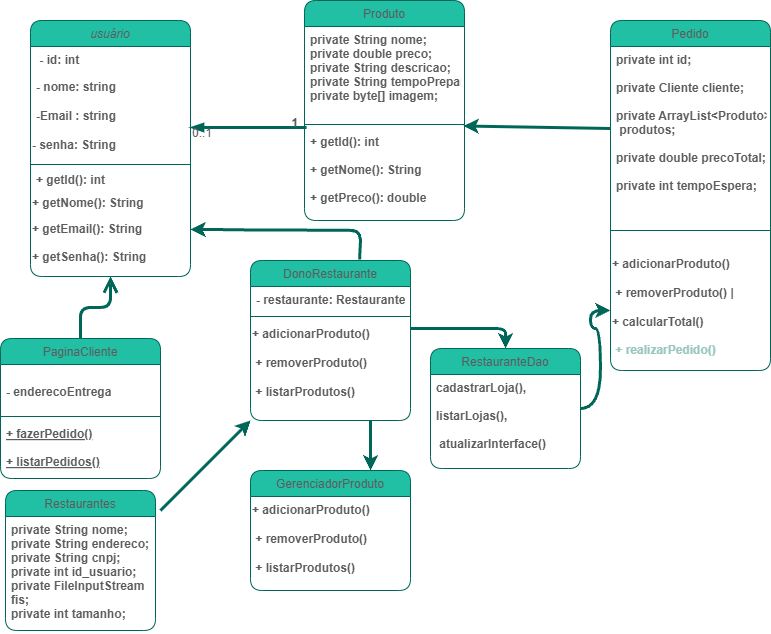 usuário
- id: int
- nome: string
-Email : string
- senha: String
+ getId(): int
+ getNome(): String
+ getEmail(): String
+ getSenha(): String
0..1
1
Produto
private String nome;
private double preco;
private String descricao;
private String tempoPrepa
private byte[] imagem;
+ getId(): int
+ getNome(): String
+ getPreco(): double
Pedido
private int id;
private Cliente cliente;
private ArrayList<Produto>
produtos;
private double precoTotal;
private int tempoEspera;
+ adicionarProduto()
+ removerProduto() |
+ calcularTotal()
+ realizarPedido()
DonoRestaurante
- restaurante: Restaurante
+ adicionarProduto()
+ removerProduto()
+ listarProdutos()
PaginaCliente
- enderecoEntrega
+ fazerPedido()
+ listarPedidos()
RestauranteDao
cadastrarLoja(),
listarLojas(),
atualizarInterface()
GerenciadorProduto
+ adicionarProduto()
+ removerProduto()
+ listarProdutos()
Restaurantes
private String nome;
private String endereco;
private String cnpj;
private int id_usuario;
private FileInputStream
fis;
private int tamanho;